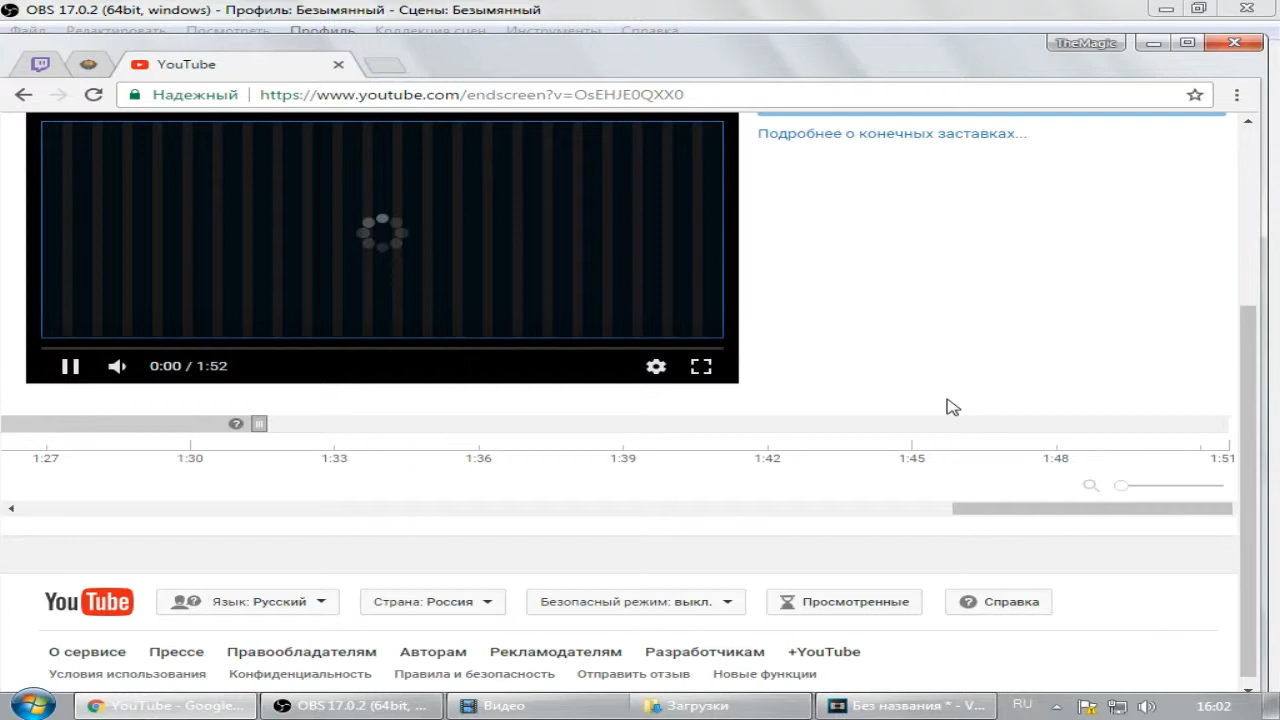 OBS 17.0.2 (64bit, windows) - Профиль: Безымянный - Сцены: Безымянный
Файл Редактировать Посмотреть Профиль Коллекция сцен Инструменты Справка
TheMagic
YouTube
Надежный https://www.youtube.com/endscreen?v=OsEHJE0QXX0
Подробнее о конечных заставках...
0:00 / 1:52
1:27 1:30 1:33 1:36 1:39 1:42 1:45 1:48 1:51
YouTube Язык: Русский Страна: Россия Безопасный режим: выкл. Просмотренные Справка
О сервисе Прессе Правообладателям Авторам Рекламодателям Разработчикам +YouTube
Условия использования Конфиденциальность Правила и безопасность Отправить отзыв Новые функции
YouTube - Google... OBS 17.0.2 (64bit, ... Видео Загрузки Без названия * - V... RU 16:02